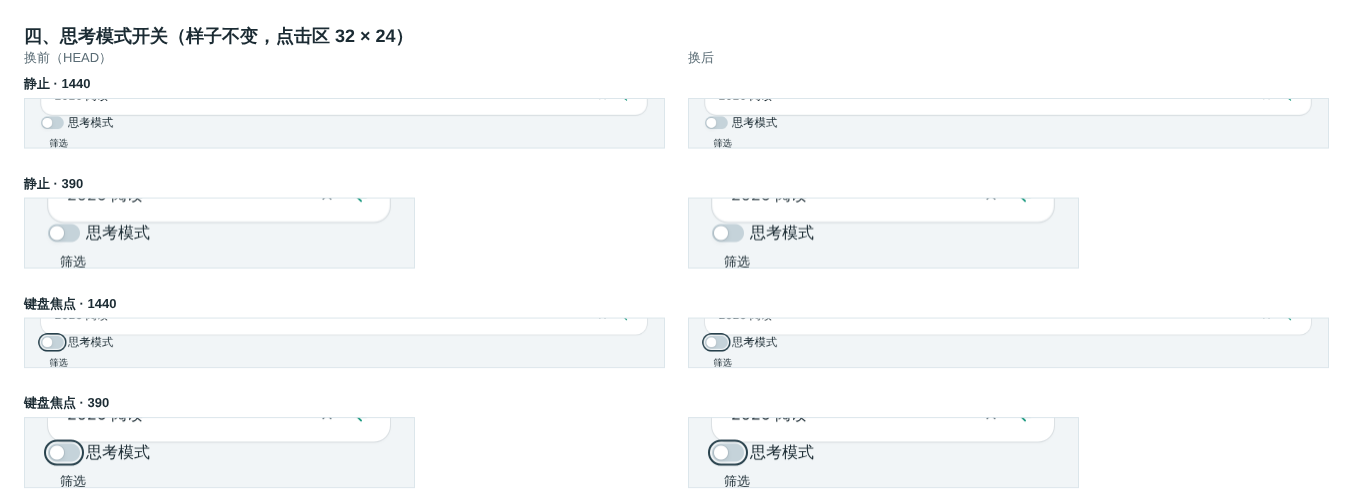 四、思考模式开关（样子不变，点击区 32 × 24）
换前（HEAD）
换后
静止 · 1440
思考模式
思考模式
筛选
筛选
静止 · 390
思考模式
思考模式
筛选
筛选
键盘焦点 · 1440
思考模式
思考模式
筛选
筛选
键盘焦点 · 390
思考模式
思考模式
筛选
筛选